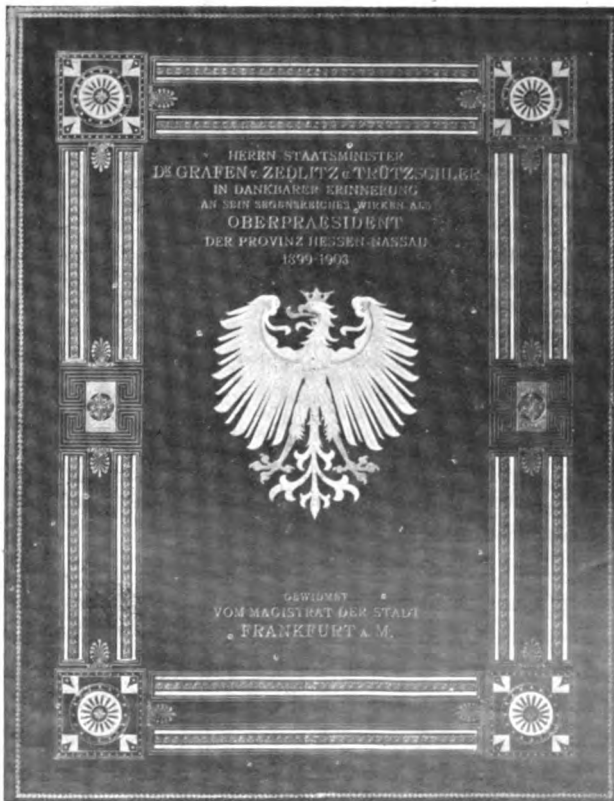 HERRN STAATSMINISTER
DR GRAFEN v. ZEDLITZ u TRÜTZSCHLER
IN DANKBARER ERINNERUNG
AN SEIN SEGENSREICHES WIRKEN ALS
OBERPRAESIDENT
DER PROVINZ HESSEN-NASSAU
1899-1903
GEWIDMET
VOM MAGISTRAT DER STADT
FRANKFURT A. M.